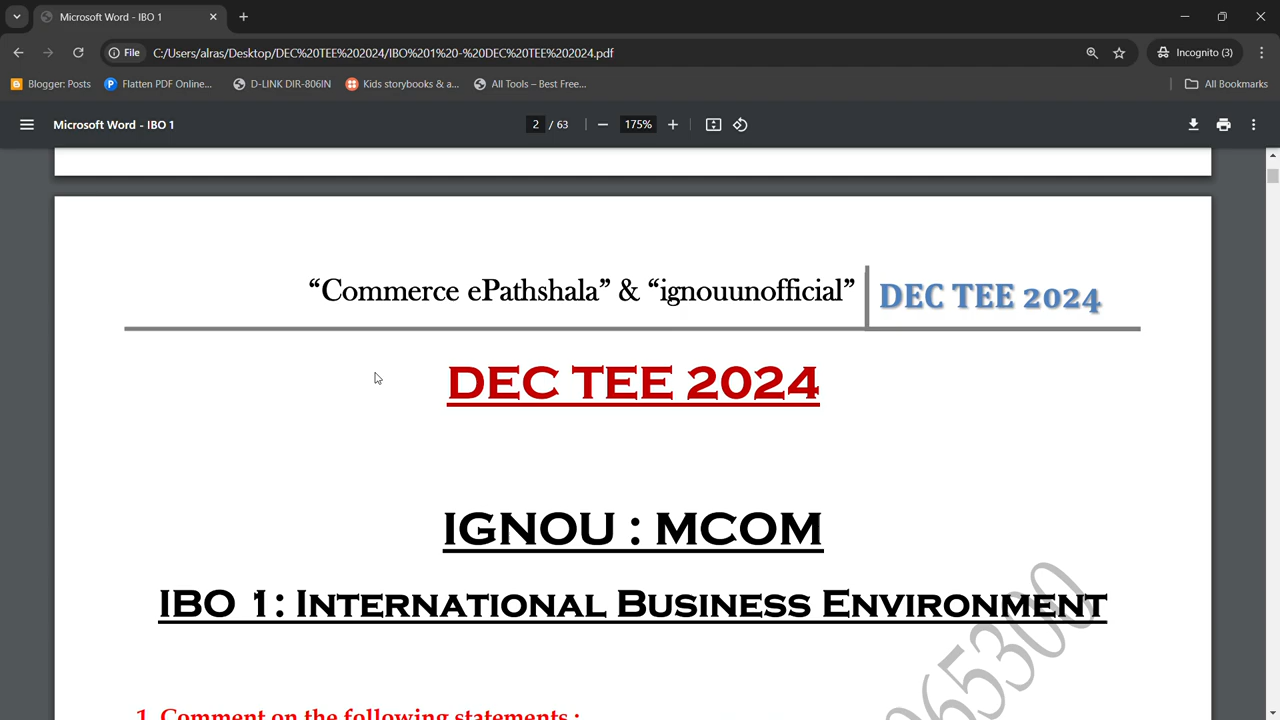 Microsoft Word - IBO 1
File C:/Users/alras/Desktop/DEC%20TEE%202024/IBO%201%20-%20DEC%20TEE%202024.pdf
Incognito (3)
Blogger: Posts
Flatten PDF Online...
D-LINK DIR-806IN
Kids storybooks & a...
All Tools – Best Free...
All Bookmarks
Microsoft Word - IBO 1
2 / 63
175%
“Commerce ePathshala” & “ignouunofficial”
DEC TEE 2024
DEC TEE 2024
IGNOU : MCOM
IBO 1: International Business Environment
1. Comment on the following statements :